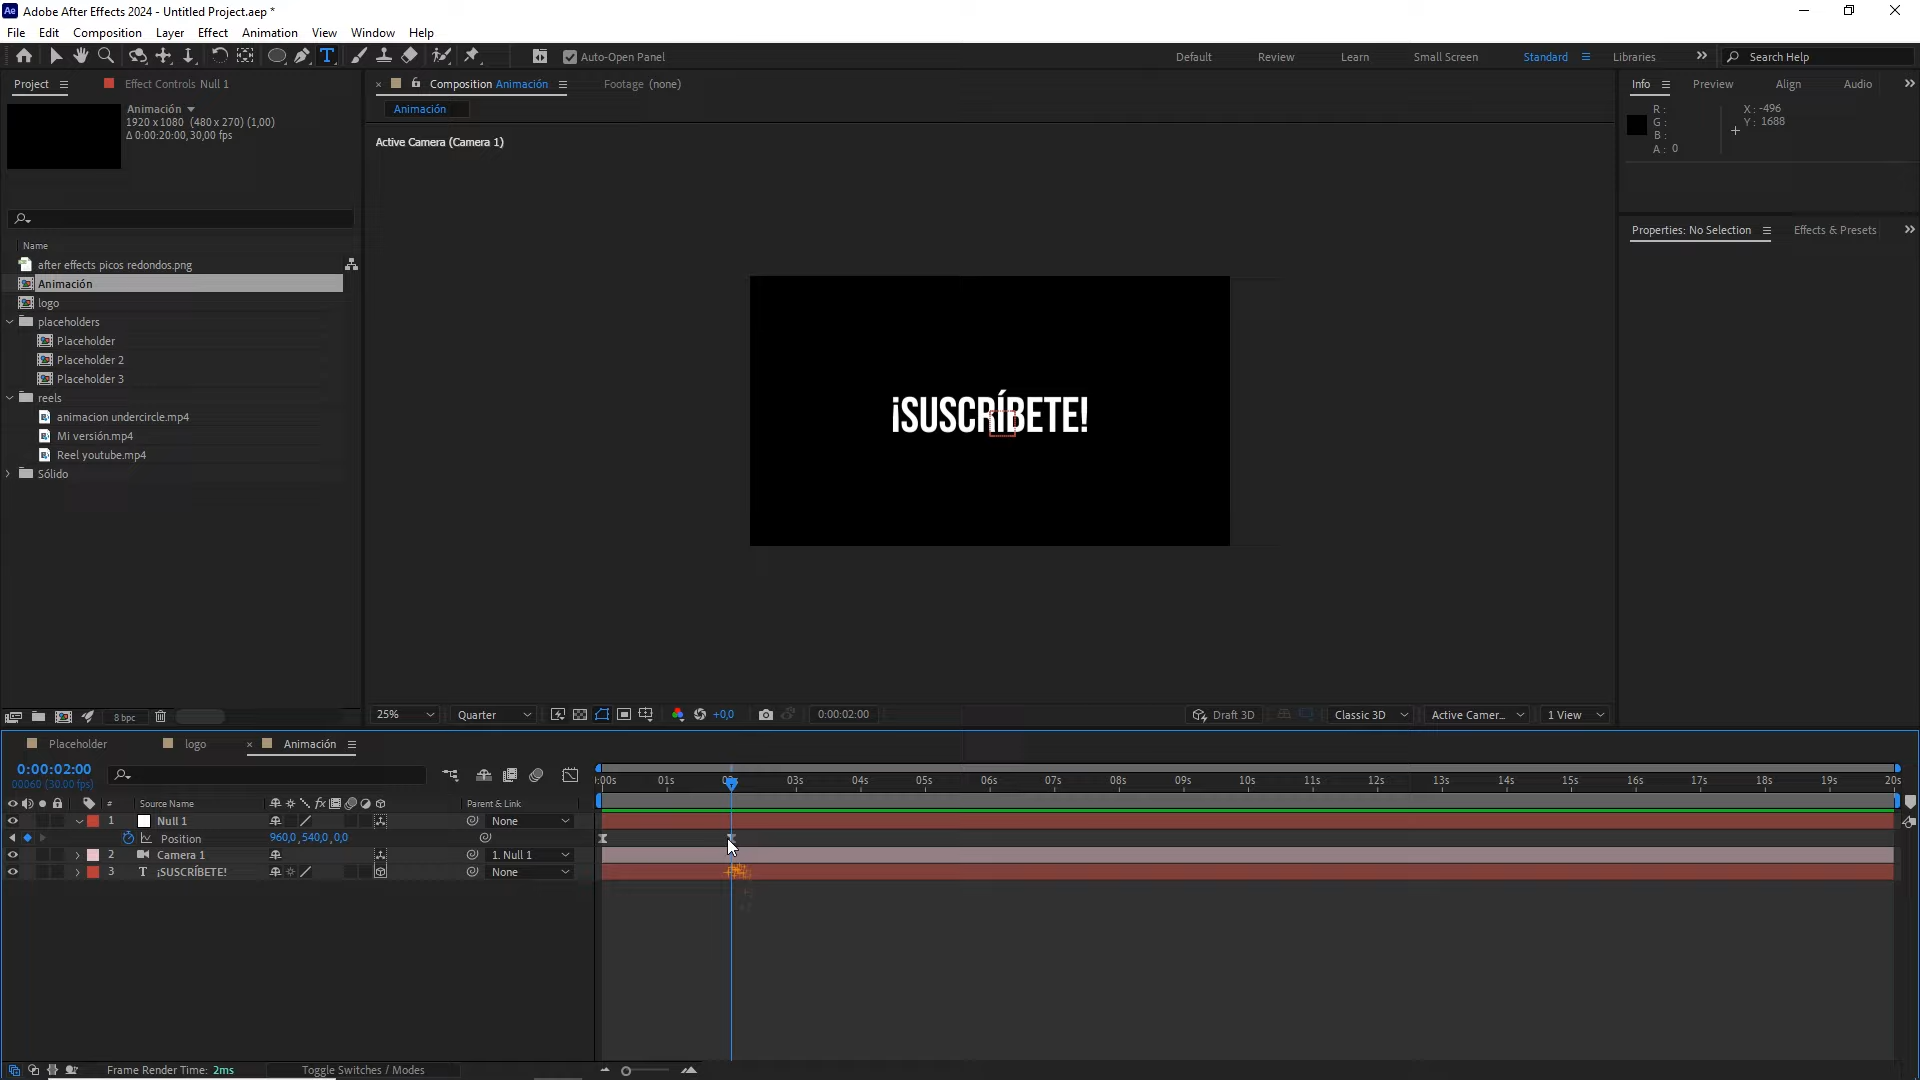 Adobe After Effects 2024 - Untitled Project.aep *
File Edit Composition Layer Effect Animation View Window Help
Auto-Open Panel
Default Review Learn Small Screen Standard Libraries Search Help
Project Effect Controls Null 1
Composition Animación Footage (none)
Info Preview Align Audio
Animación
1920 x 1080 (480 x 270) (1,00)
Δ 0:00:20:00, 30,00 fps
Animación
R :
G :
B :
A : 0
X : -496
Y : 1688
Active Camera (Camera 1)
Properties: No Selection Effects & Presets
Name
after effects picos redondos.png
Animación
logo
placeholders
Placeholder
Placeholder 2
Placeholder 3
reels
animacion undercircle.mp4
Mi versión.mp4
Reel youtube.mp4
Sólido
¡SUSCRÍBETE!
8 bpc
25% Quarter +0,0 0:00:02:00 Draft 3D Classic 3D Active Camer... 1 View
Placeholder logo Animación
0:00:02:00
00060 (30.00 fps)
:00s 01s 02s 03s 04s 05s 06s 07s 08s 09s 10s 11s 12s 13s 14s 15s 16s 17s 18s 19s 20s
# Source Name fx Parent & Link
1 Null 1 None
Position 960,0, 540,0, 0,0
2 Camera 1 1. Null 1
3 T ¡SUSCRÍBETE! None
Frame Render Time: 2ms Toggle Switches / Modes